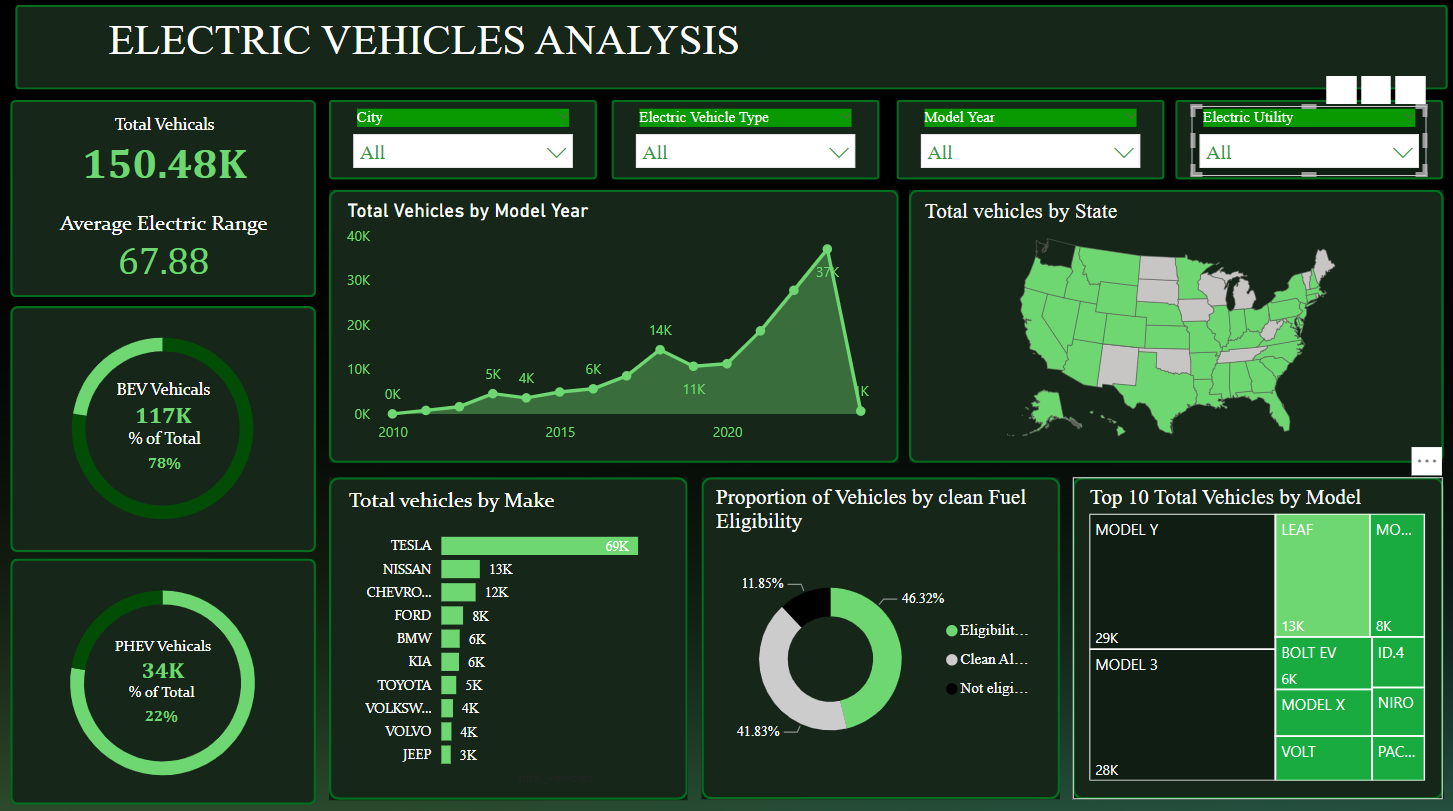 ELECTRIC VEHICLES ANALYSIS
Total Vehicals
150.48K
Average Electric Range
67.88
City
All
Electric Vehicle Type
All
Model Year
All
Electric Utility
All
BEV Vehicals
117K
% of Total
78%
PHEV Vehicals
34K
% of Total
22%
Total Vehicles by Model Year
40K
30K
20K
10K
0K
0K
5K
4K
6K
14K
11K
37K
1K
2010
2015
2020
Total vehicles by State
Total vehicles by Make
TESLA 69K
NISSAN 13K
CHEVRO... 12K
FORD 8K
BMW 6K
KIA 6K
TOYOTA 5K
VOLKSW... 4K
VOLVO 4K
JEEP 3K
Proportion of Vehicles by clean Fuel
Eligibility
11.85%
46.32%
41.83%
Eligibilit...
Clean Al...
Not eligi...
Top 10 Total Vehicles by Model
MODEL Y
29K
MODEL 3
28K
LEAF
13K
MO...
8K
BOLT EV
6K
ID.4
MODEL X
NIRO
VOLT
PAC...